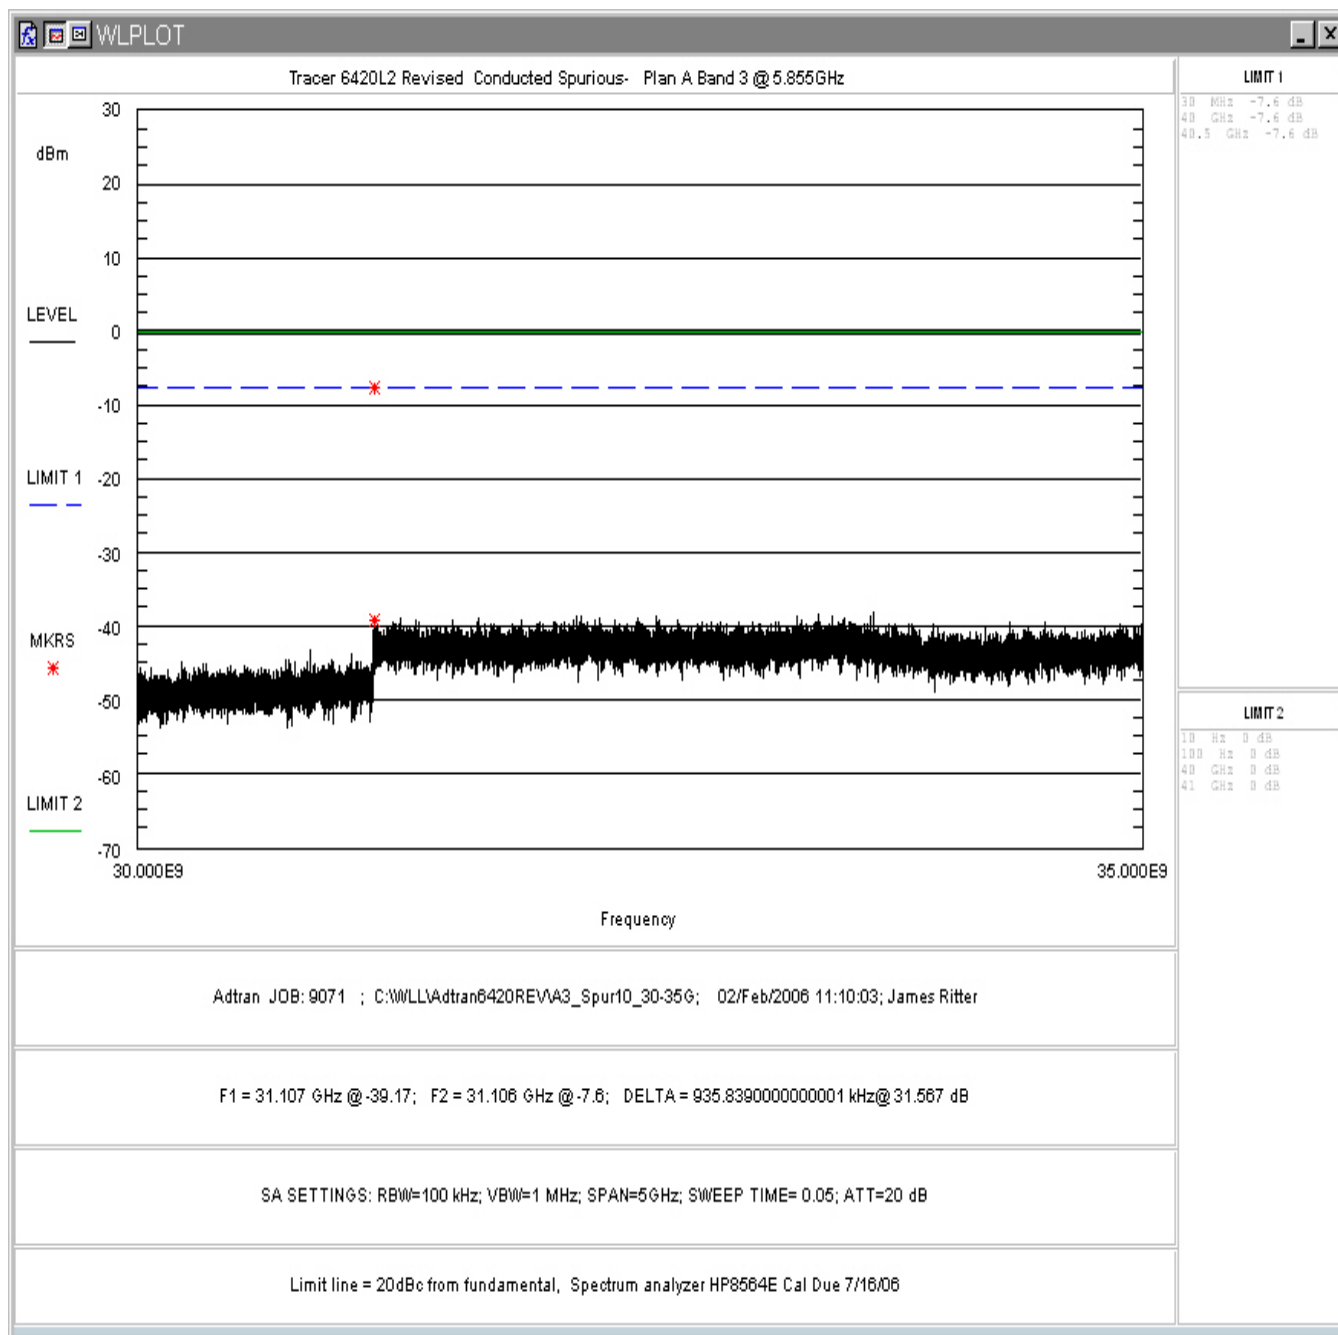 WLPLOT
Tracer 6420L2 Revised Conducted Spurious- Plan A Band 3 @ 5.855GHz
LIMIT 1
30 MHz -7.6 dB
40 GHz -7.6 dB
40.5 GHz -7.6 dB
30
dBm
20
10
LEVEL
0
-10
LIMIT 1
-20
-30
-40
MKRS
-50
-60
LIMIT 2
-70
30.000E9
35.000E9
Frequency
LIMIT 2
10 Hz 0 dB
100 Hz 0 dB
40 GHz 0 dB
41 GHz 0 dB
Adtran JOB: 9071 ; C:\WLL\Adtran6420REV\A3_Spur10_30-35G; 02/Feb/2006 11:10:03; James Ritter
F1 = 31.107 GHz @ -39.17; F2 = 31.106 GHz @ -7.6; DELTA = 935.8390000000001 kHz@ 31.567 dB
SA SETTINGS: RBW=100 kHz; VBW=1 MHz; SPAN=5GHz; SWEEP TIME= 0.05; ATT=20 dB
Limit line = 20dBc from fundamental, Spectrum analyzer HP8564E Cal Due 7/16/06